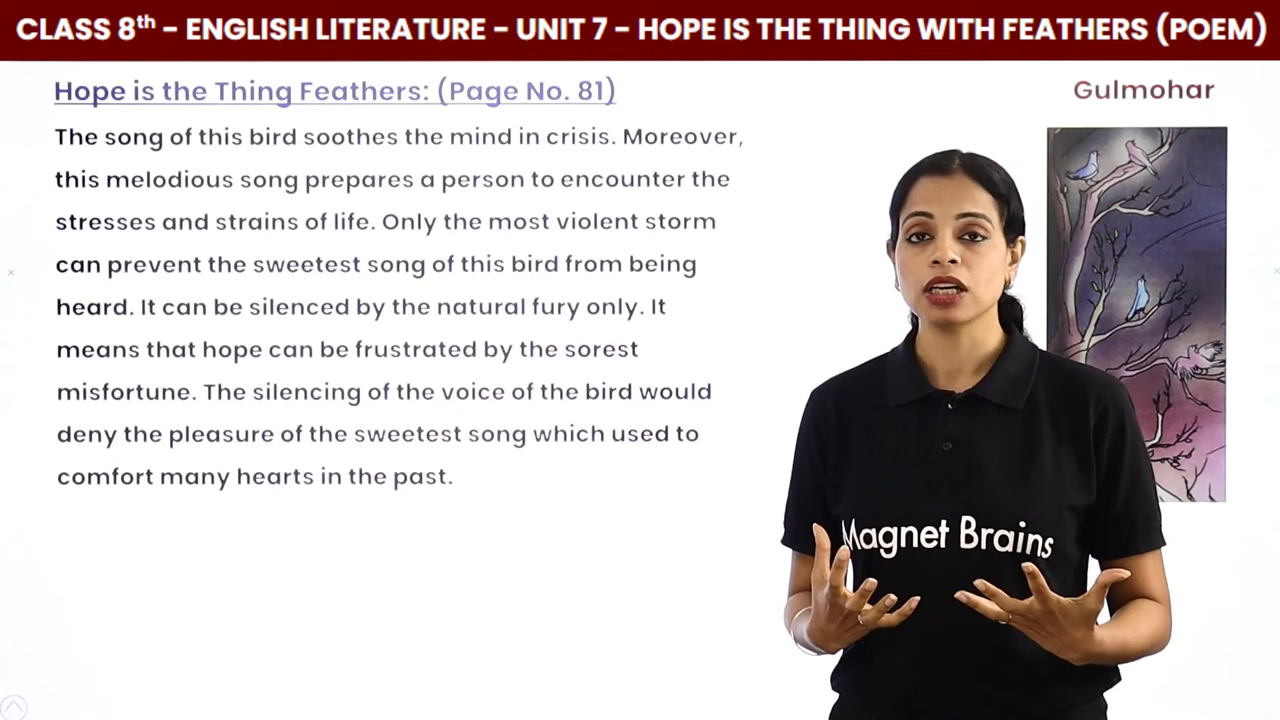 CLASS 8th – ENGLISH LITERATURE – UNIT 7 – HOPE IS THE THING WITH FEATHERS (POEM)
Hope is the Thing Feathers: (Page No. 81)
Gulmohar
The song of this bird soothes the mind in crisis. Moreover,
this melodious song prepares a person to encounter the
stresses and strains of life. Only the most violent storm
can prevent the sweetest song of this bird from being
heard. It can be silenced by the natural fury only. It
means that hope can be frustrated by the sorest
misfortune. The silencing of the voice of the bird would
deny the pleasure of the sweetest song which used to
comfort many hearts in the past.
Magnet Brains